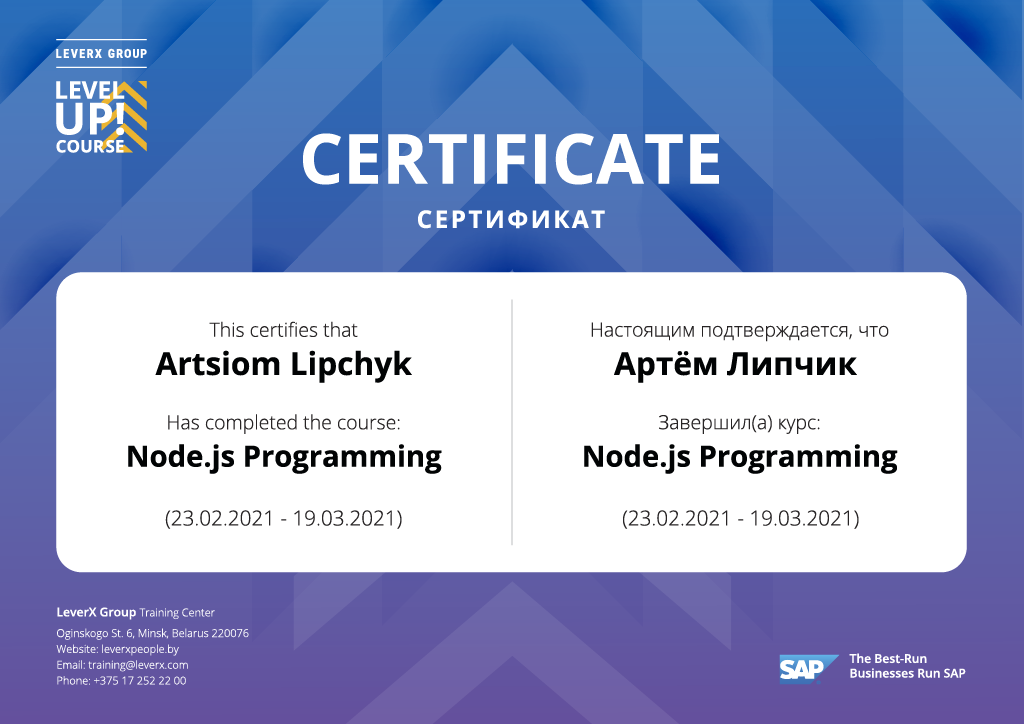 LEVERX GROUP
LEVEL
UP!
COURSE
CERTIFICATE
СЕРТИФИКАТ
This certifies that
Artsiom Lipchyk
Has completed the course:
Node.js Programming
(23.02.2021 - 19.03.2021)
Настоящим подтверждается, что
Артём Липчик
Завершил(а) курс:
Node.js Programming
(23.02.2021 - 19.03.2021)
LeverX Group Training Center
Oginskogo St. 6, Minsk, Belarus 220076
Website: leverxpeople.by
Email: training@leverx.com
Phone: +375 17 252 22 00
SAP
The Best-Run
Businesses Run SAP